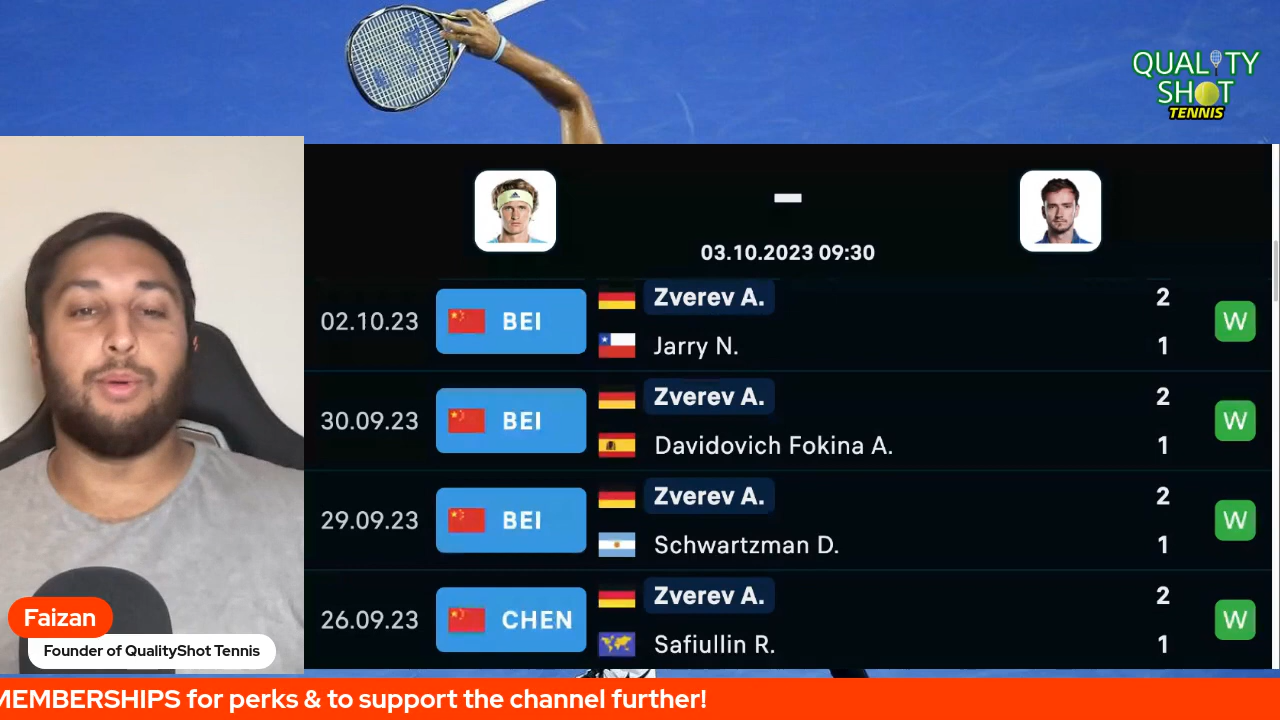 QUALITY
SHOT
TENNIS
03.10.2023 09:30
02.10.23 BEI Zverev A. 2 W
Jarry N. 1
30.09.23 BEI Zverev A. 2 W
Davidovich Fokina A. 1
29.09.23 BEI Zverev A. 2 W
Schwartzman D. 1
26.09.23 CHEN Zverev A. 2 W
Safiullin R. 1
Faizan
Founder of QualityShot Tennis
MEMBERSHIPS for perks & to support the channel further!